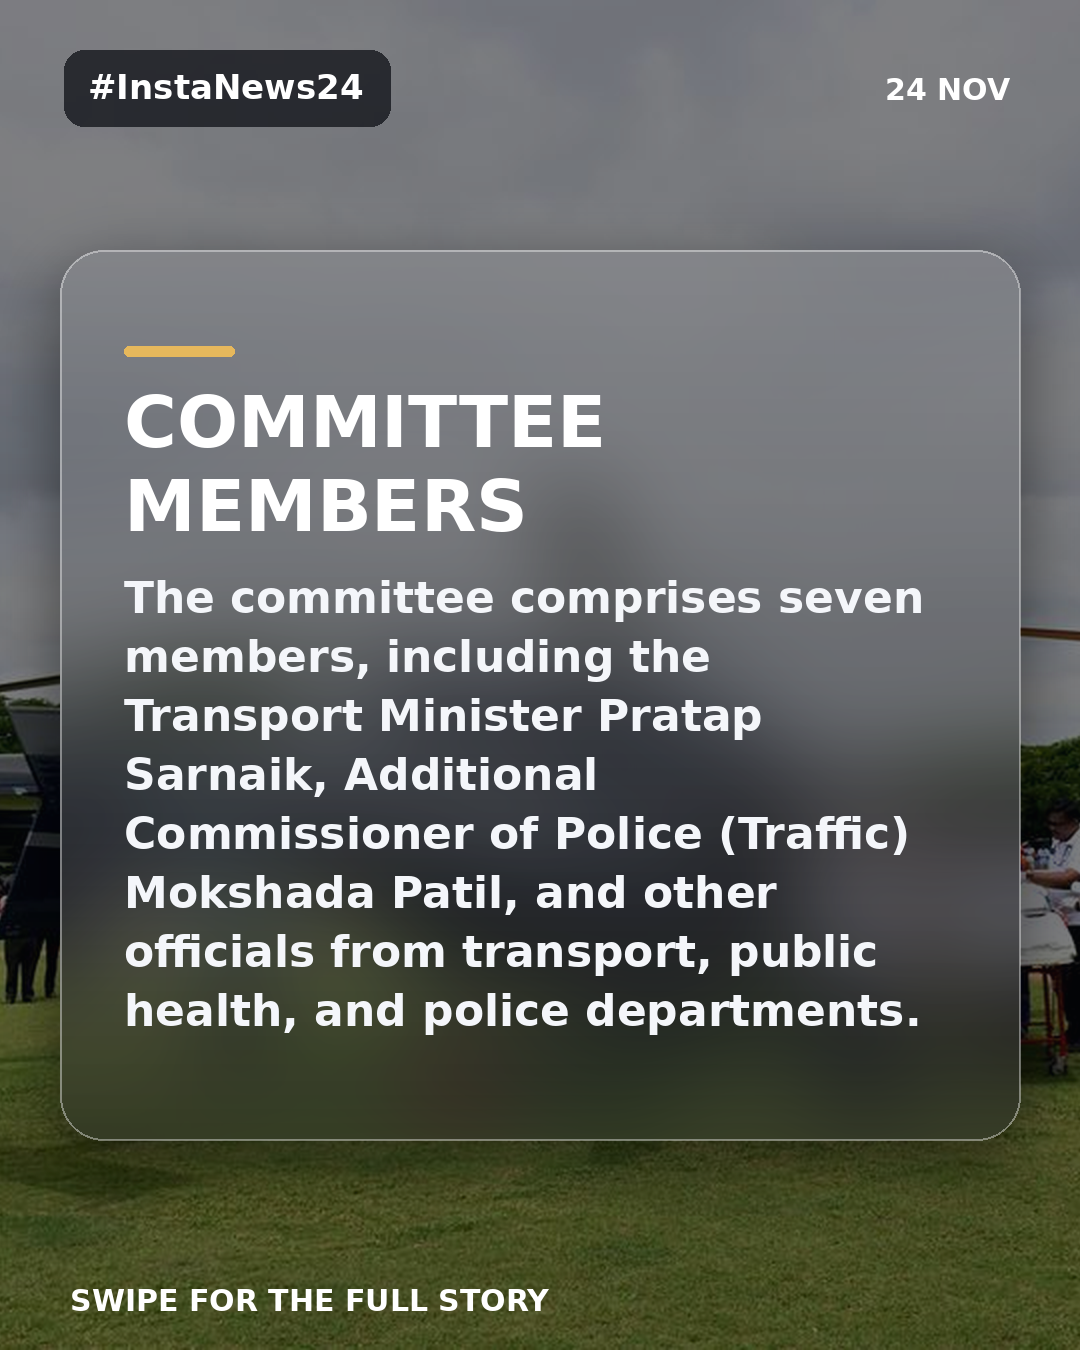 #InstaNews24
24 NOV
COMMITTEE
MEMBERS
The committee comprises seven
members, including the
Transport Minister Pratap
Sarnaik, Additional
Commissioner of Police (Traffic)
Mokshada Patil, and other
officials from transport, public
health, and police departments.
SWIPE FOR THE FULL STORY